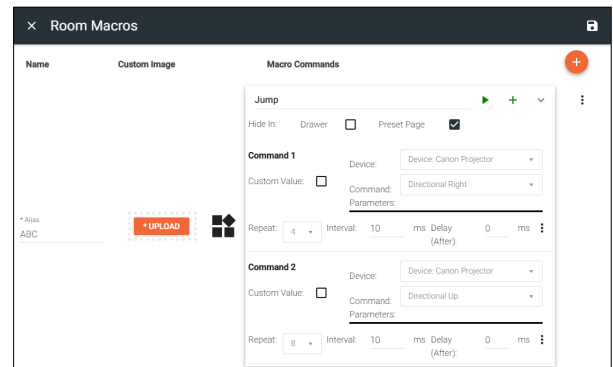 × Room Macros
Name Custom Image Macro Commands
Jump
Hide In: Drawer Preset Page
Command 1
Device: Device: Canon Projector
Custom Value:
Command: Directional Right
Parameters:
* Alias
ABC
* UPLOAD
Repeat: 4 Interval: 10 ms Delay (After): 0 ms
Command 2
Device: Device: Canon Projector
Custom Value:
Command: Directional Up
Parameters:
Repeat: 8 Interval: 10 ms Delay (After): 0 ms